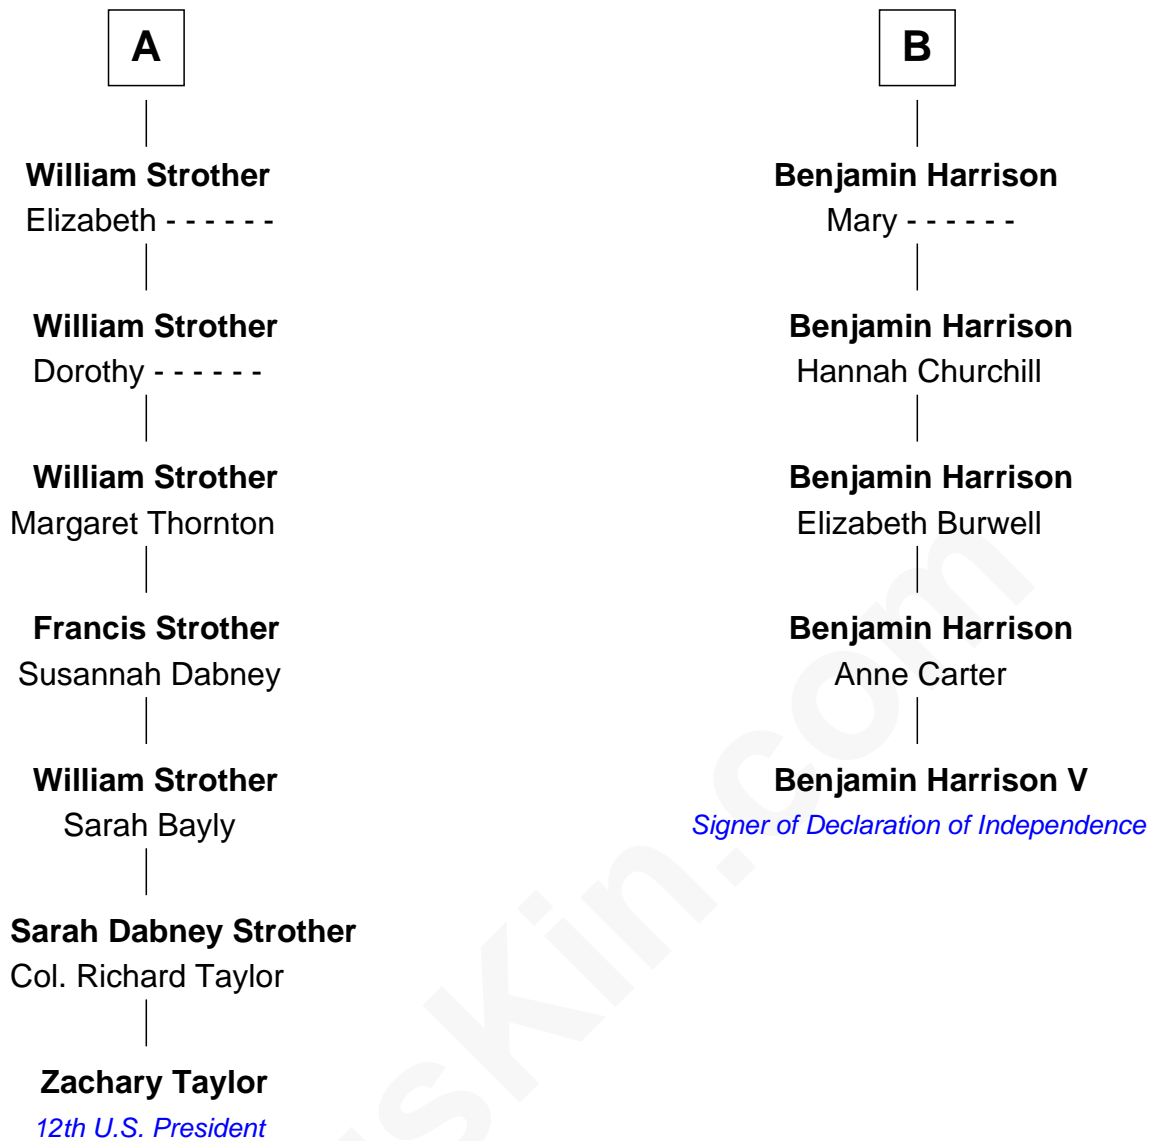 A
William Strother
Elizabeth - - - - - -
William Strother
Dorothy - - - - - -
William Strother
Margaret Thornton
Francis Strother
Susannah Dabney
William Strother
Sarah Bayly
Sarah Dabney Strother
Col. Richard Taylor
Zachary Taylor
12th U.S. President
B
Benjamin Harrison
Mary - - - - - -
Benjamin Harrison
Hannah Churchill
Benjamin Harrison
Elizabeth Burwell
Benjamin Harrison
Anne Carter
Benjamin Harrison V
Signer of Declaration of Independence
sKin.com